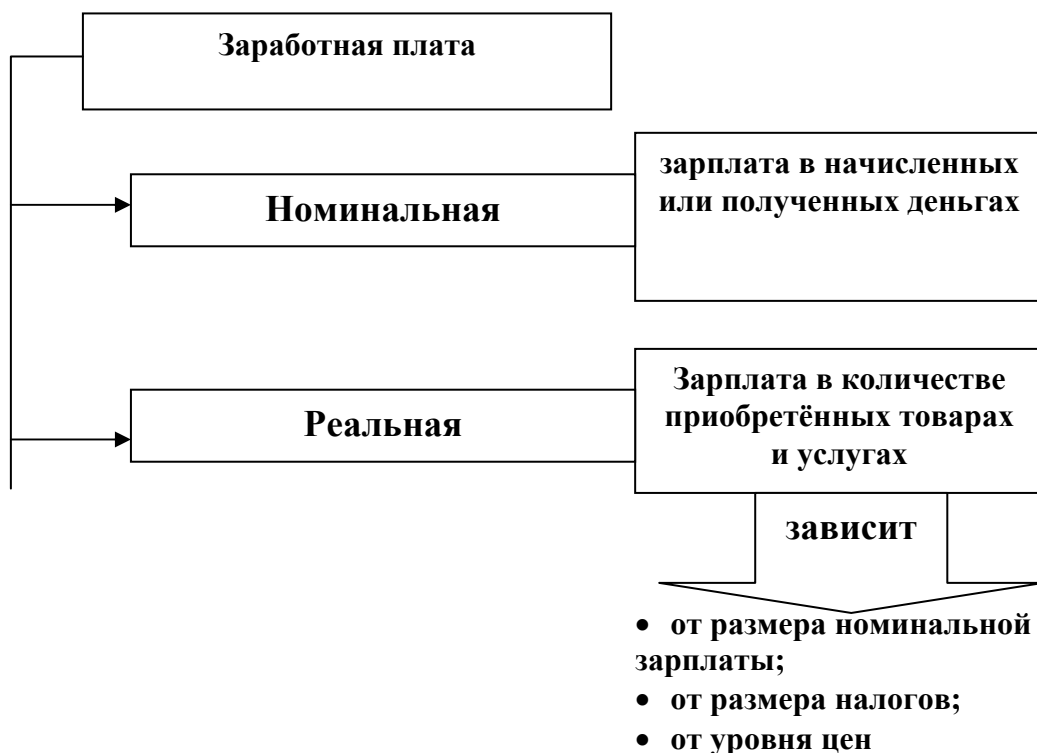 Заработная плата
Номинальная
зарплата в начисленных
или полученных деньгах
Реальная
Зарплата в количестве
приобретённых товарах
и услугах
зависит
• от размера номинальной
зарплаты;
• от размера налогов;
• от уровня цен